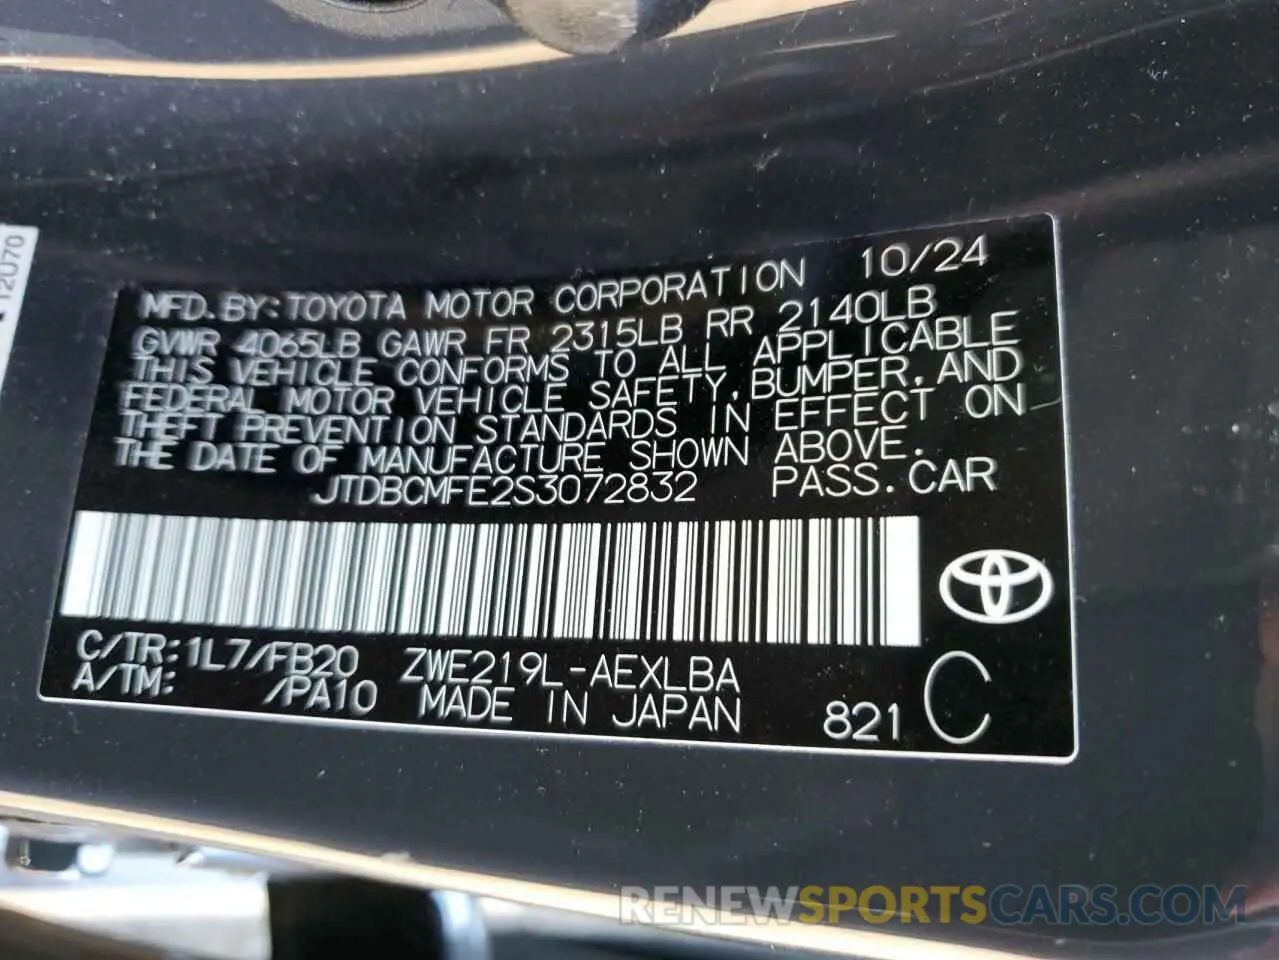 12U70
MFD. BY: TOYOTA MOTOR CORPORATION 10/24
GVWR 4065LB GAWR FR 2315LB RR 2140LB
THIS VEHICLE CONFORMS TO ALL APPLICABLE
FEDERAL MOTOR VEHICLE SAFETY, BUMPER, AND
THEFT PREVENTION STANDARDS IN EFFECT ON
THE DATE OF MANUFACTURE SHOWN ABOVE.
JTDBCMFE2S3072832 PASS. CAR
C/TR: 1L7/FB20 ZWE219L-AEXLBA
A/TM: /PA10 MADE IN JAPAN 821 C
RENEWSPORTSCARS.COM